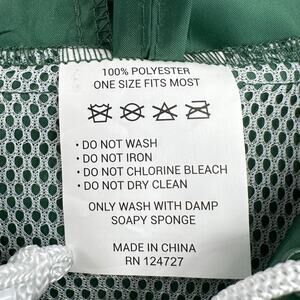 100% POLYESTER
ONE SIZE FITS MOST
• DO NOT WASH
• DO NOT IRON
• DO NOT CHLORINE BLEACH
• DO NOT DRY CLEAN
ONLY WASH WITH DAMP
SOAPY SPONGE
MADE IN CHINA
RN 124727